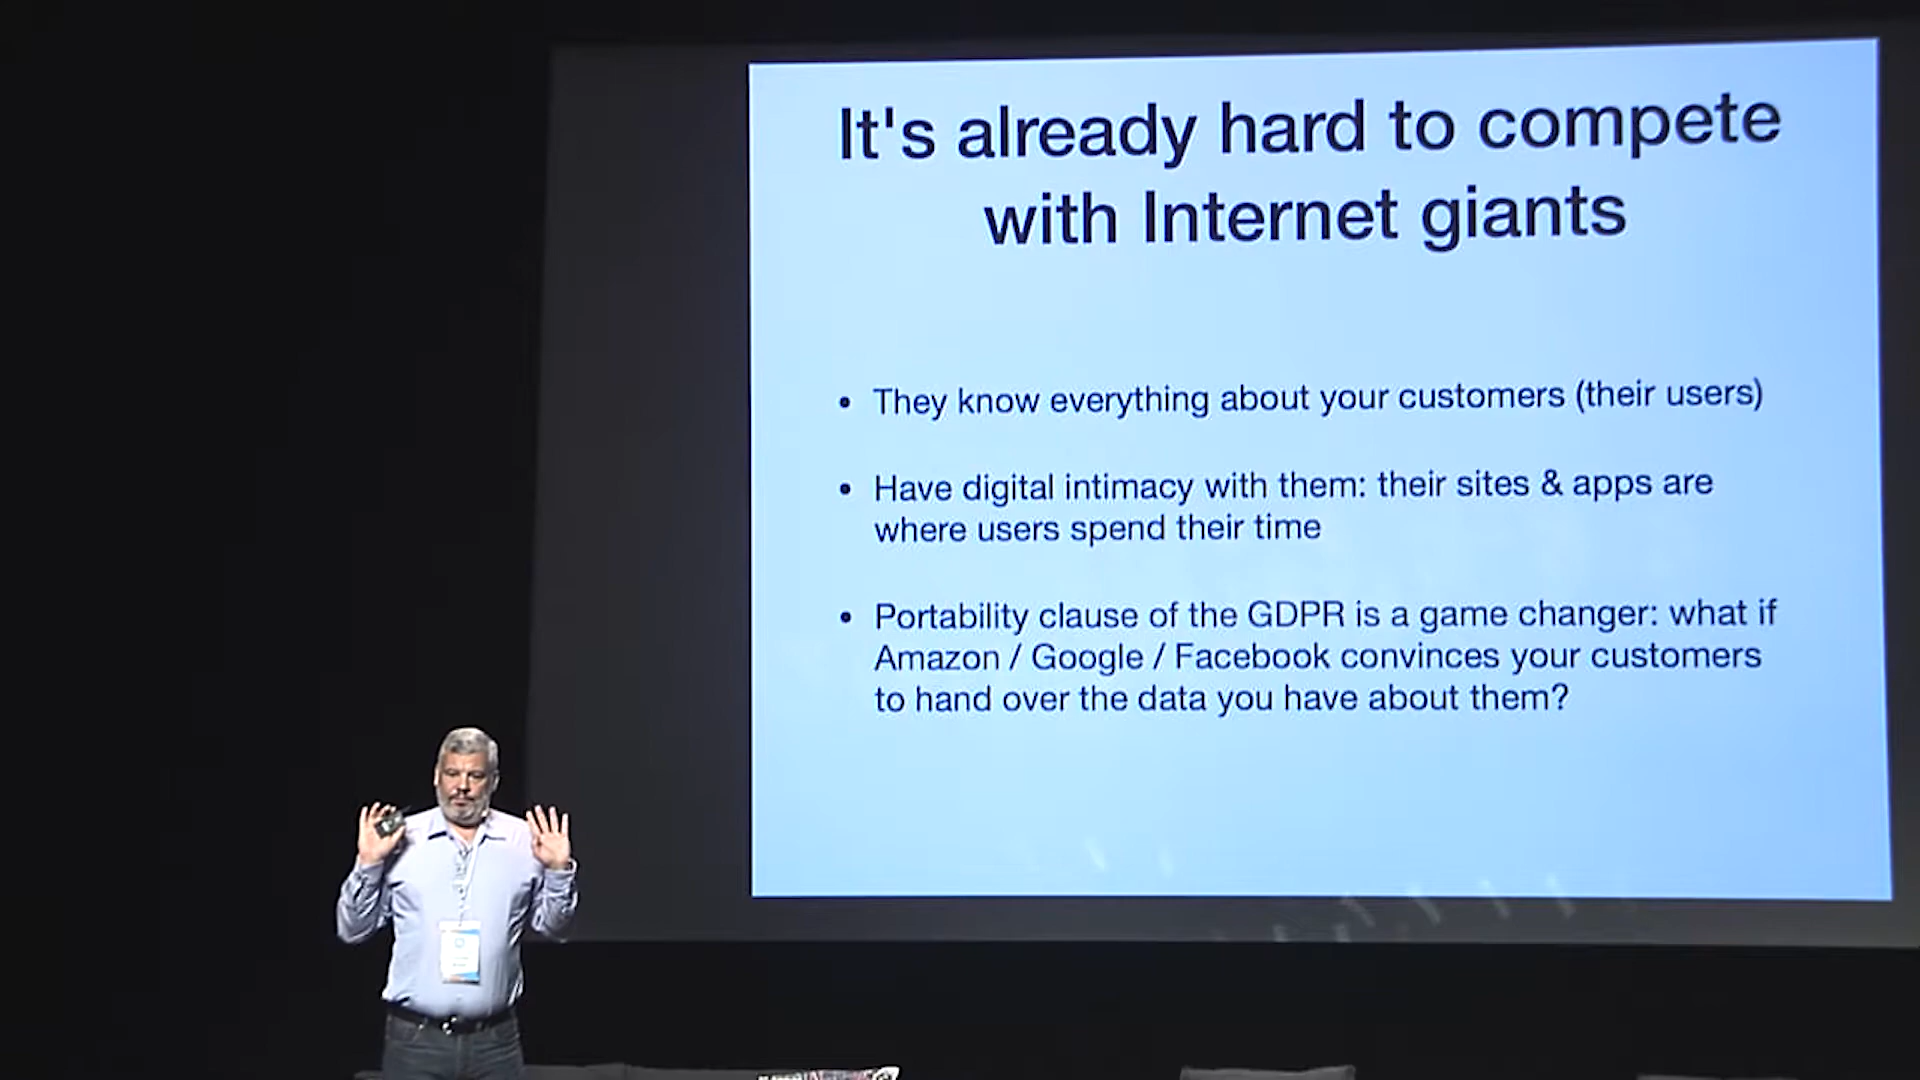 It's already hard to compete
with Internet giants
• They know everything about your customers (their users)
• Have digital intimacy with them: their sites & apps are
where users spend their time
• Portability clause of the GDPR is a game changer: what if
Amazon / Google / Facebook convinces your customers
to hand over the data you have about them?